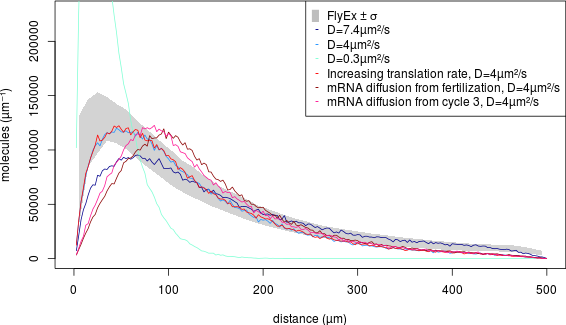 FlyEx ± σ
D=7.4µm²/s
D=4µm²/s
D=0.3µm²/s
Increasing translation rate, D=4µm²/s
mRNA diffusion from fertilization, D=4µm²/s
mRNA diffusion from cycle 3, D=4µm²/s
molecules (µm⁻¹)
200000
150000
100000
50000
0
0 100 200 300 400 500
distance (µm)